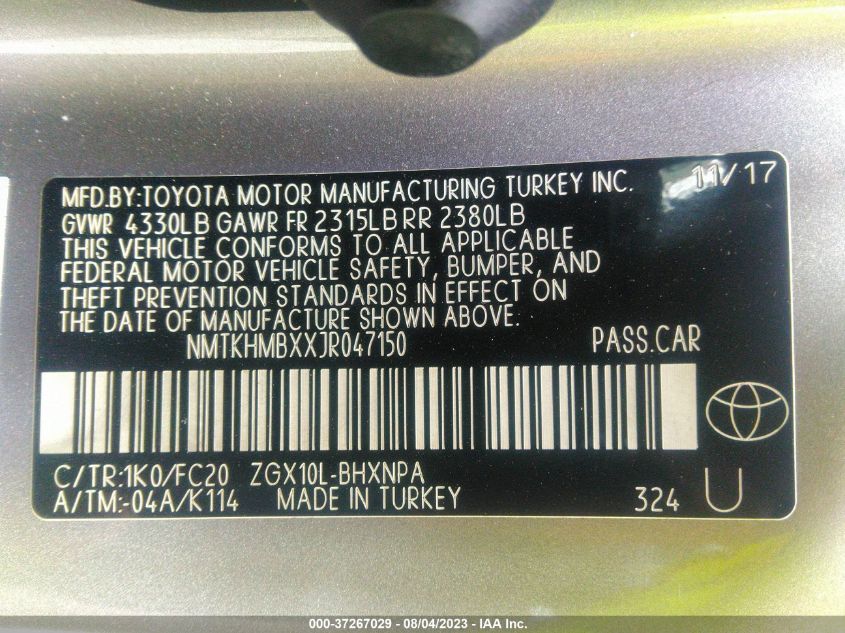 MFD.BY:TOYOTA MOTOR MANUFACTURING TURKEY INC. 11/17
GVWR 4330LB GAWR FR 2315LB RR 2380LB
THIS VEHICLE CONFORMS TO ALL APPLICABLE
FEDERAL MOTOR VEHICLE SAFETY, BUMPER, AND
THEFT PREVENTION STANDARDS IN EFFECT ON
THE DATE OF MANUFACTURE SHOWN ABOVE.
NMTKHMBXXJR047150 PASS.CAR
C/TR:1K0/FC20 ZGX10L-BHXNPA
A/TM:-04A/K114 MADE IN TURKEY 324 U
000-37267029 - 08/04/2023 - IAA Inc.